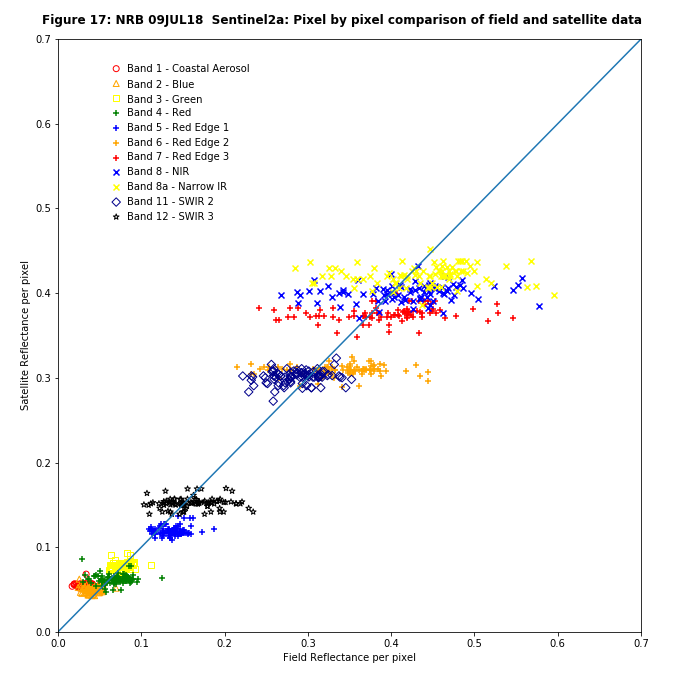 Figure 17: NRB 09JUL18 Sentinel2a: Pixel by pixel comparison of field and satellite data
0.7
0.6
0.5
0.4
0.3
0.2
0.1
0.0
Satellite Reflectance per pixel
Band 1 - Coastal Aerosol
Band 2 - Blue
Band 3 - Green
Band 4 - Red
Band 5 - Red Edge 1
Band 6 - Red Edge 2
Band 7 - Red Edge 3
Band 8 - NIR
Band 8a - Narrow IR
Band 11 - SWIR 2
Band 12 - SWIR 3
0.0 0.1 0.2 0.3 0.4 0.5 0.6 0.7
Field Reflectance per pixel